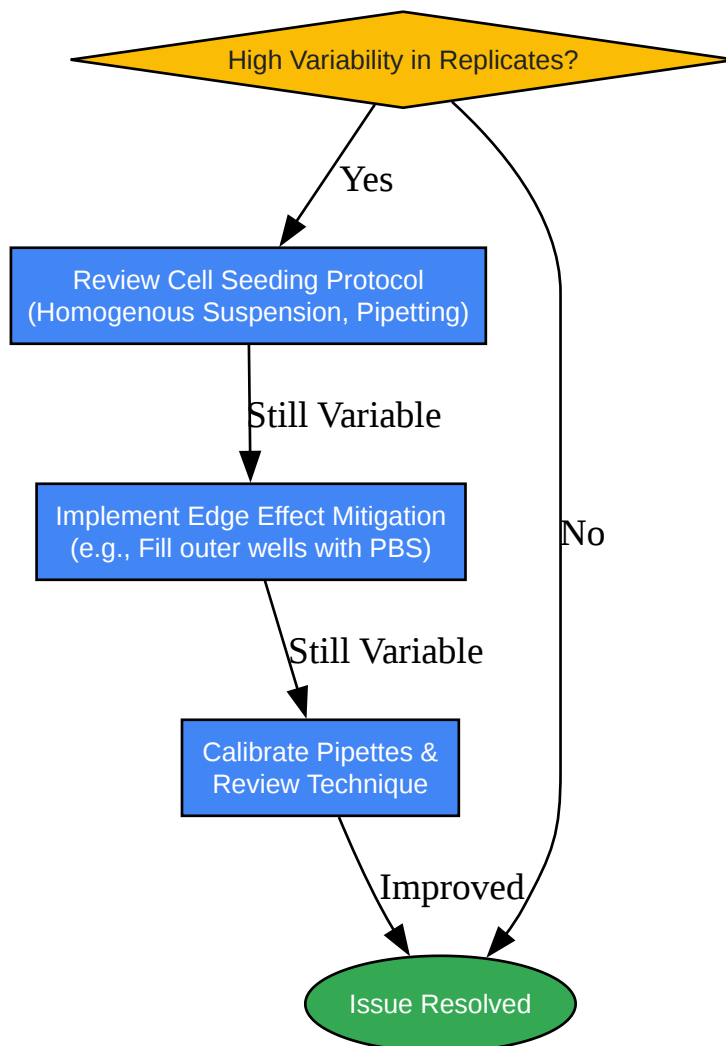 High Variability in Replicates?
Yes
Review Cell Seeding Protocol
(Homogenous Suspension, Pipetting)
Still Variable
Implement Edge Effect Mitigation
(e.g., Fill outer wells with PBS)
No
Still Variable
Calibrate Pipettes &
Review Technique
Improved
Issue Resolved